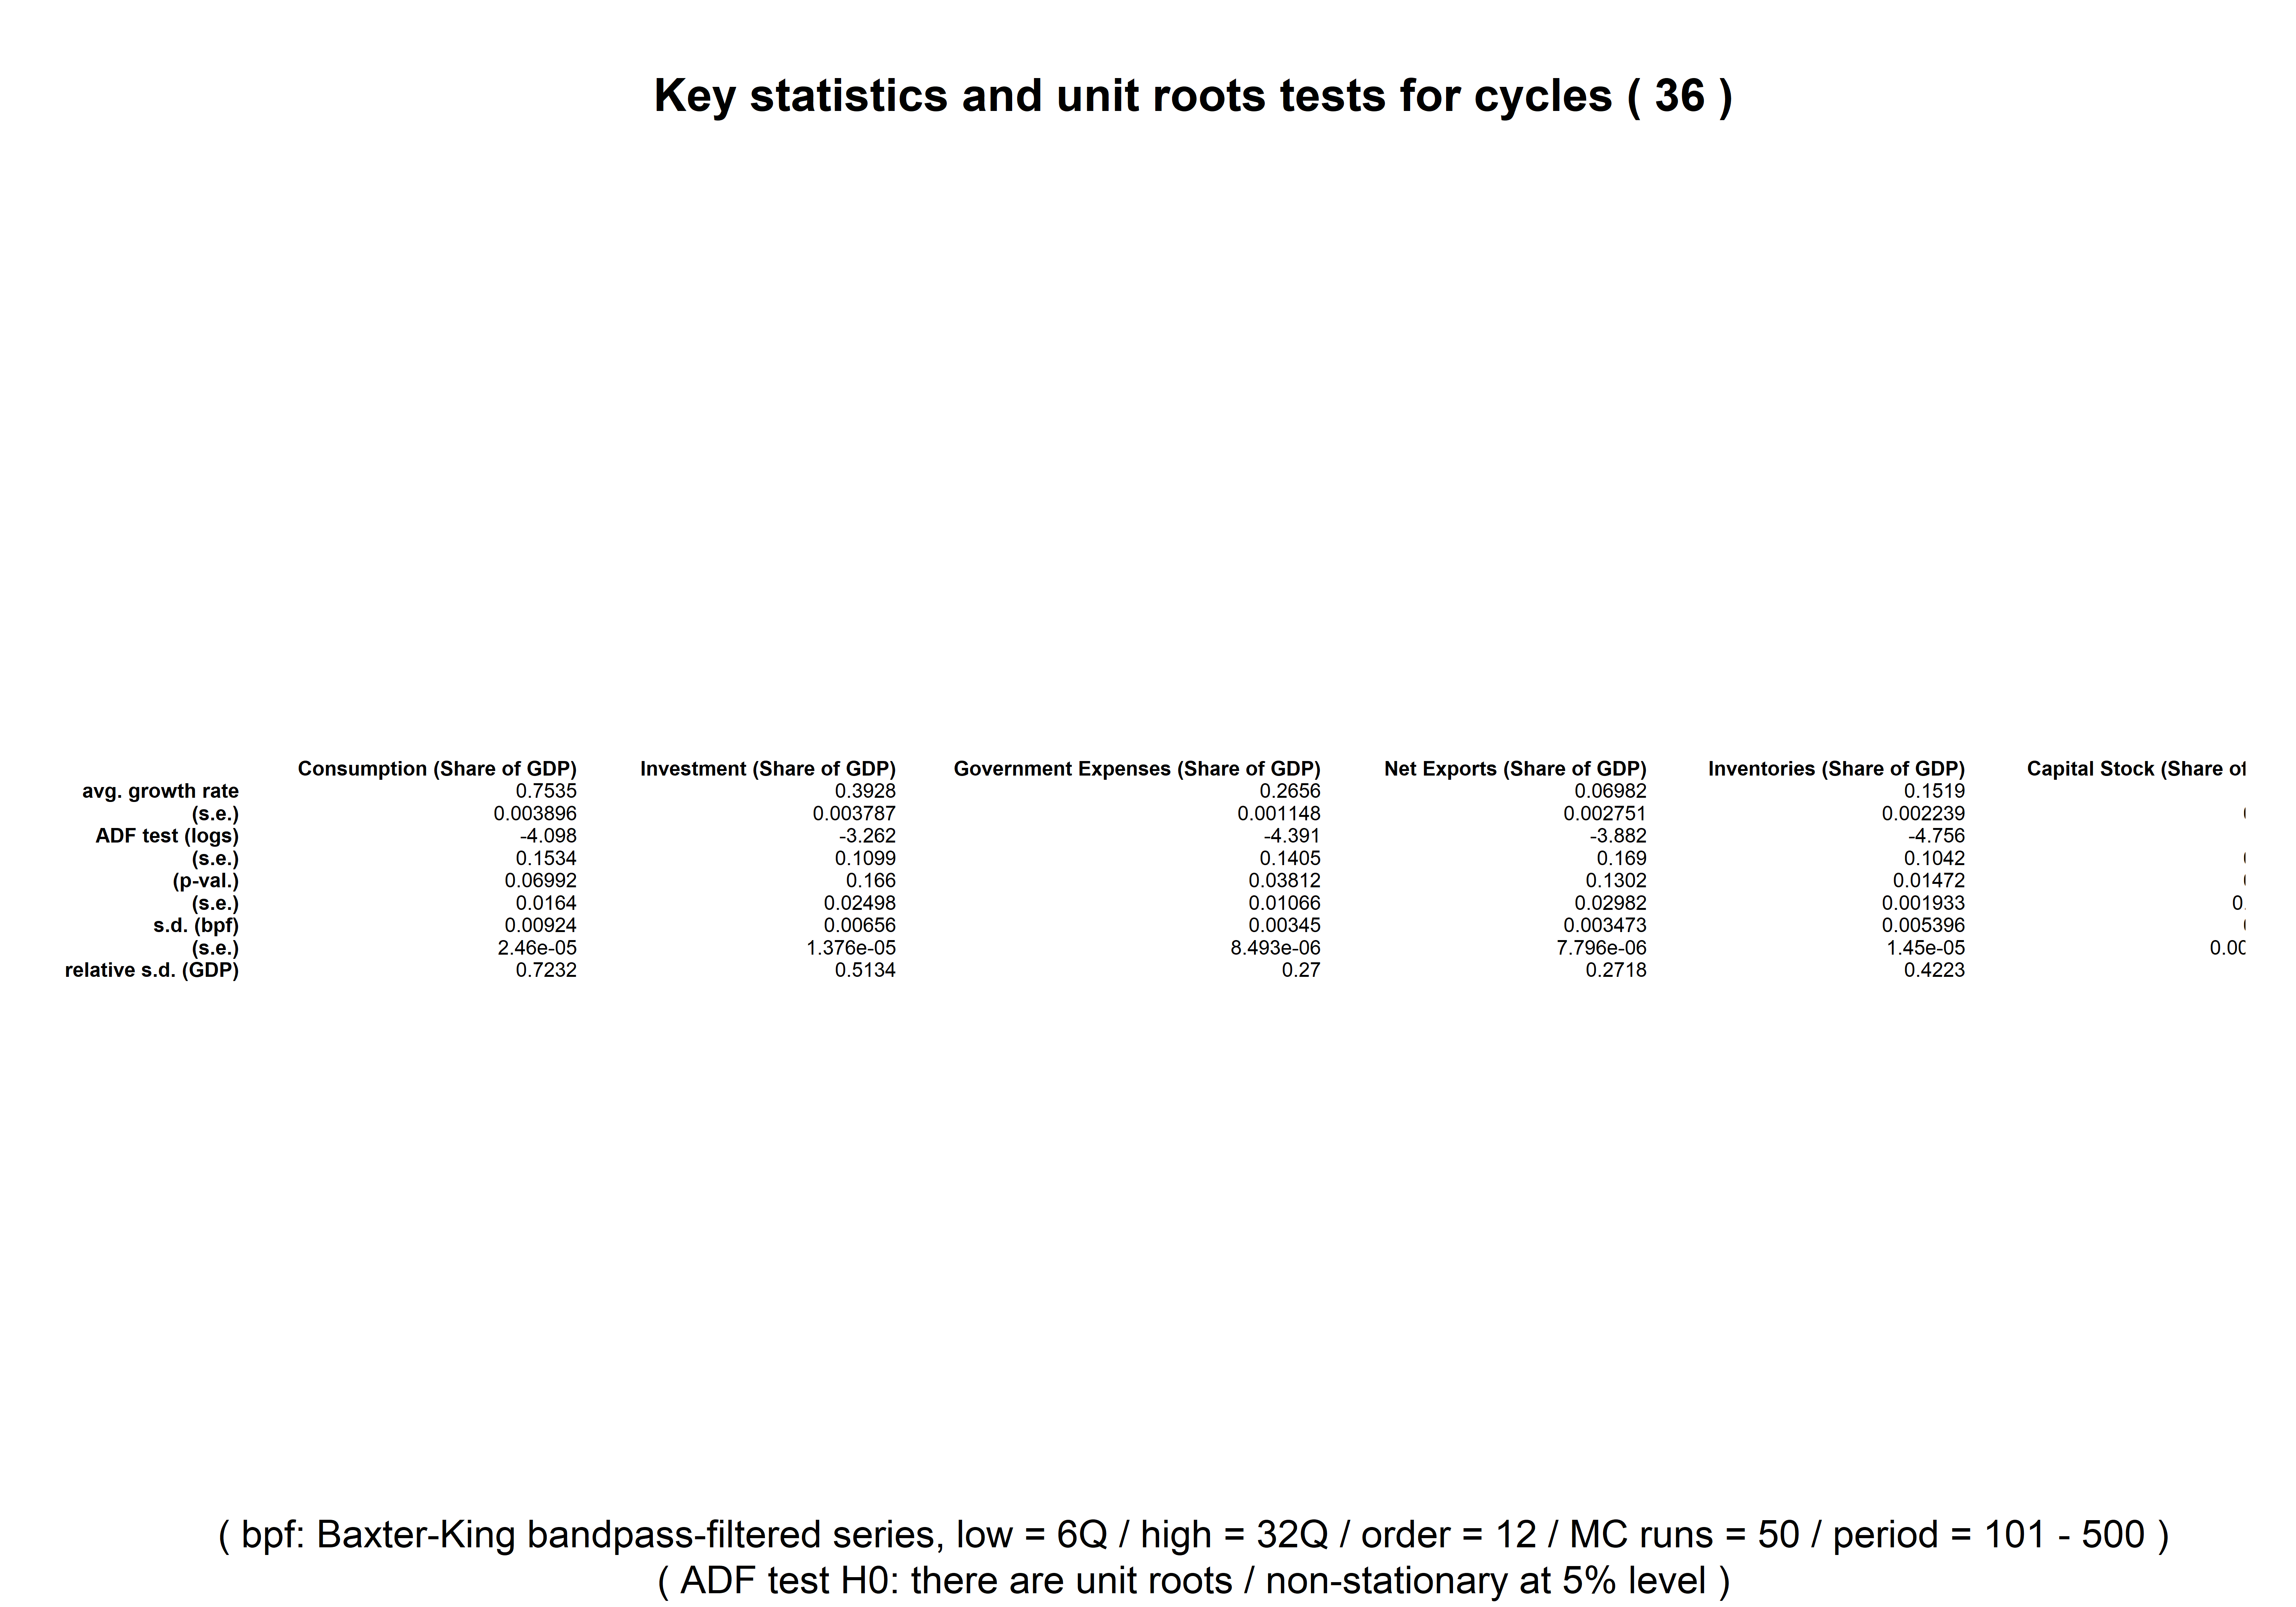 Key statistics and unit roots tests for cycles ( 36 )
Consumption (Share of GDP) Investment (Share of GDP) Government Expenses (Share of GDP) Net Exports (Share of GDP) Inventories (Share of GDP) Capital Stock (Share of
avg. growth rate 0.7535 0.3928 0.2656 0.06982 0.1519
(s.e.) 0.003896 0.003787 0.001148 0.002751 0.002239
ADF test (logs) -4.098 -3.262 -4.391 -3.882 -4.756
(s.e.) 0.1534 0.1099 0.1405 0.169 0.1042
(p-val.) 0.06992 0.166 0.03812 0.1302 0.01472
(s.e.) 0.0164 0.02498 0.01066 0.02982 0.001933 0.
s.d. (bpf) 0.00924 0.00656 0.00345 0.003473 0.005396
(s.e.) 2.46e-05 1.376e-05 8.493e-06 7.796e-06 1.45e-05 0.00
relative s.d. (GDP) 0.7232 0.5134 0.27 0.2718 0.4223
( bpf: Baxter-King bandpass-filtered series, low = 6Q / high = 32Q / order = 12 / MC runs = 50 / period = 101 - 500 )
( ADF test H0: there are unit roots / non-stationary at 5% level )